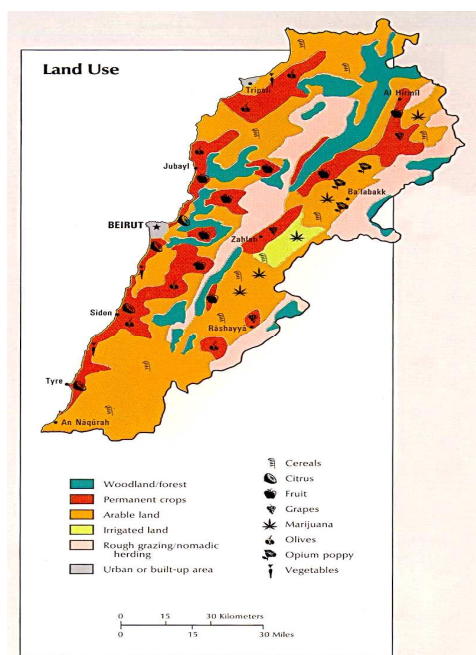 Land Use
Tripoli
Al Hirmil
Jubayl
Ba'labakk
BEIRUT
Zahlah
Sidon
Rāshayyā
Tyre
An Nāqūrah
Woodland/forest
Permanent crops
Arable land
Irrigated land
Rough grazing/nomadic
herding
Urban or built-up area
Cereals
Citrus
Fruit
Grapes
Marijuana
Olives
Opium poppy
Vegetables
0 15 30 Kilometers
0 15 30 Miles